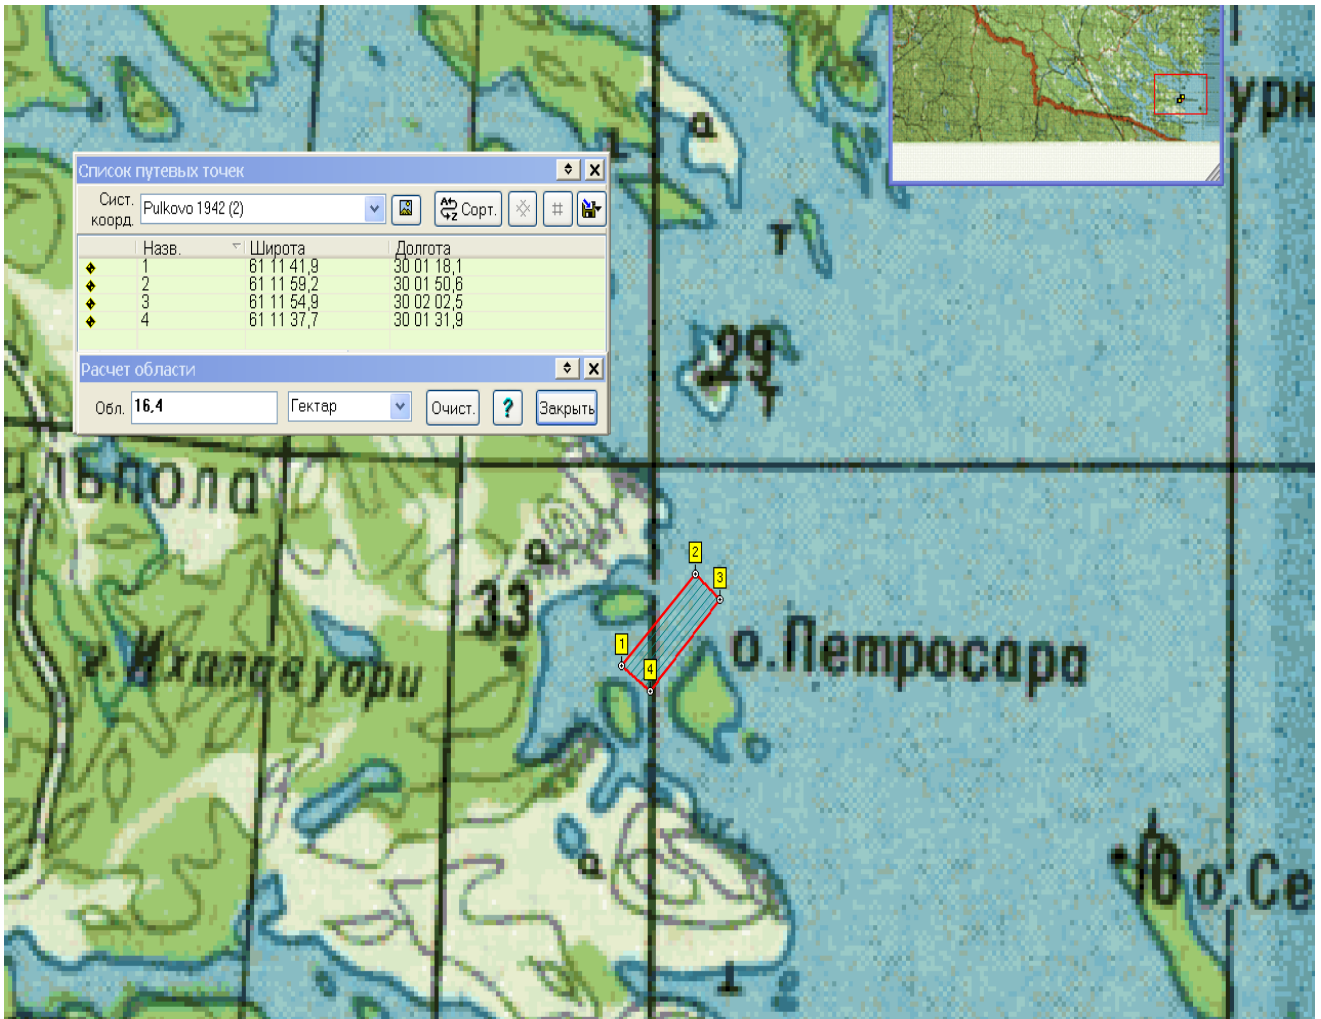 урн
а
Список путевых точек
Сист. коорд.
Pulkovo 1942 (2)
Сорт.
Назв. Широта Долгота
1 61 11 41,9 30 01 18,1
2 61 11 59,2 30 01 50,6
3 61 11 54,9 30 02 02,5
4 61 11 37,7 30 01 31,9
Расчет области
Обл. 16,4 Гектар Очист. ? Закрыть
т
29
т
ильпола
а
33
г. Ихалавуори
2
3
1
4
о. Петросара
а
10 о. Се